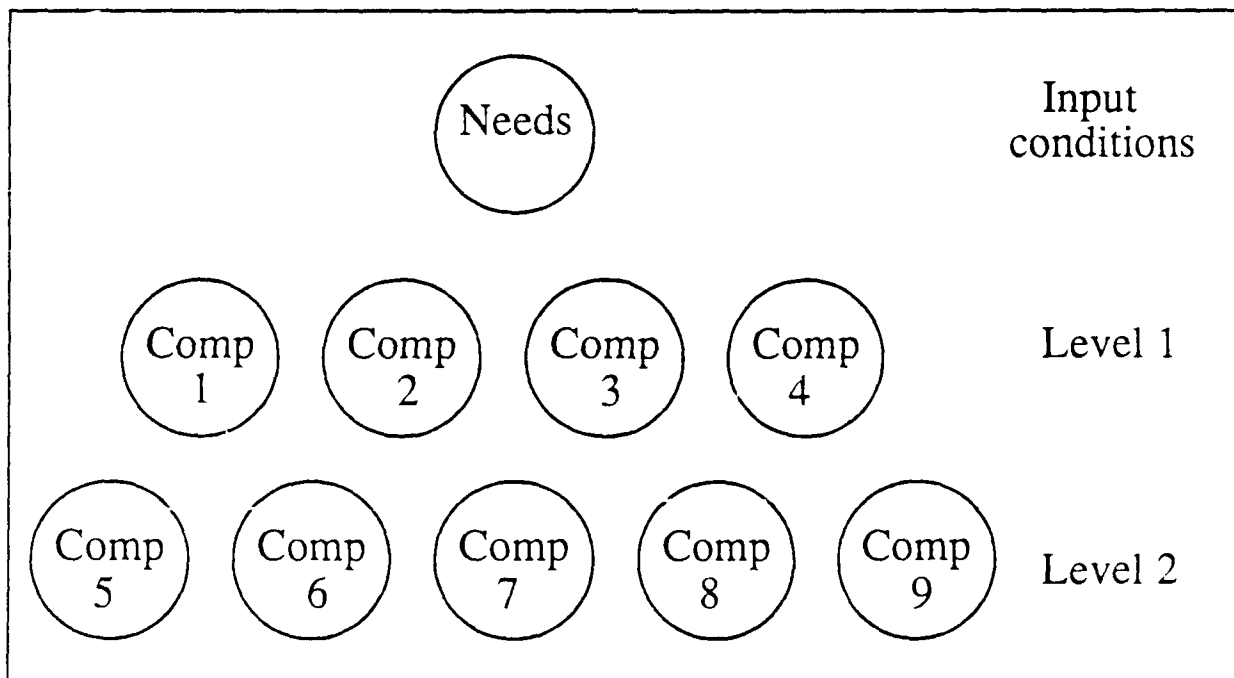 Needs
Input
conditions
Comp
1
Comp
2
Comp
3
Comp
4
Level 1
Comp
5
Comp
6
Comp
7
Comp
8
Comp
9
Level 2